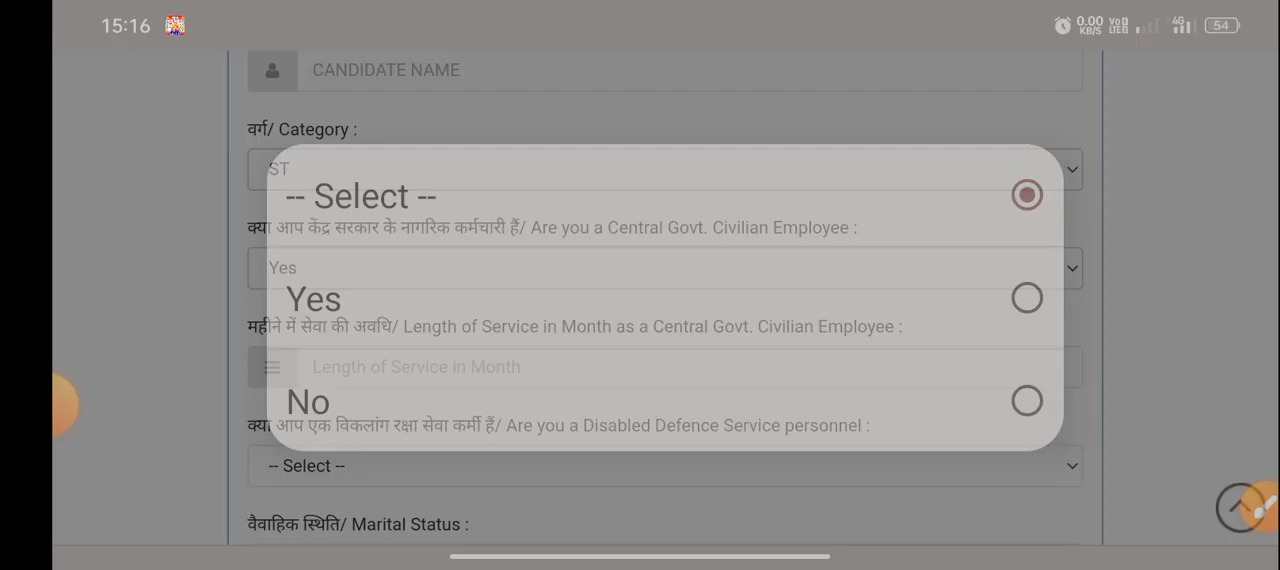 15:16
0.00 KB/S
Vo LTE
4G
54
CANDIDATE NAME
वर्ग/ Category :
ST
-- Select --
क्या आप केंद्र सरकार के नागरिक कर्मचारी हैं/ Are you a Central Govt. Civilian Employee :
Yes
Yes
महीने में सेवा की अवधि/ Length of Service in Month as a Central Govt. Civilian Employee :
Length of Service in Month
No
क्या आप एक विकलांग रक्षा सेवा कर्मी हैं/ Are you a Disabled Defence Service personnel :
-- Select --
वैवाहिक स्थिति/ Marital Status :